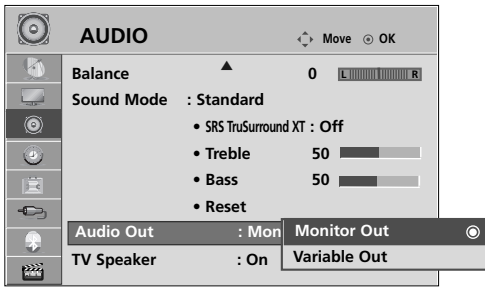 AUDIO Move OK
Balance 0 L R
Sound Mode : Standard
• SRS TruSurround XT : Off
• Treble 50
• Bass 50
• Reset
Audio Out : Mon Monitor Out
Variable Out
TV Speaker : On